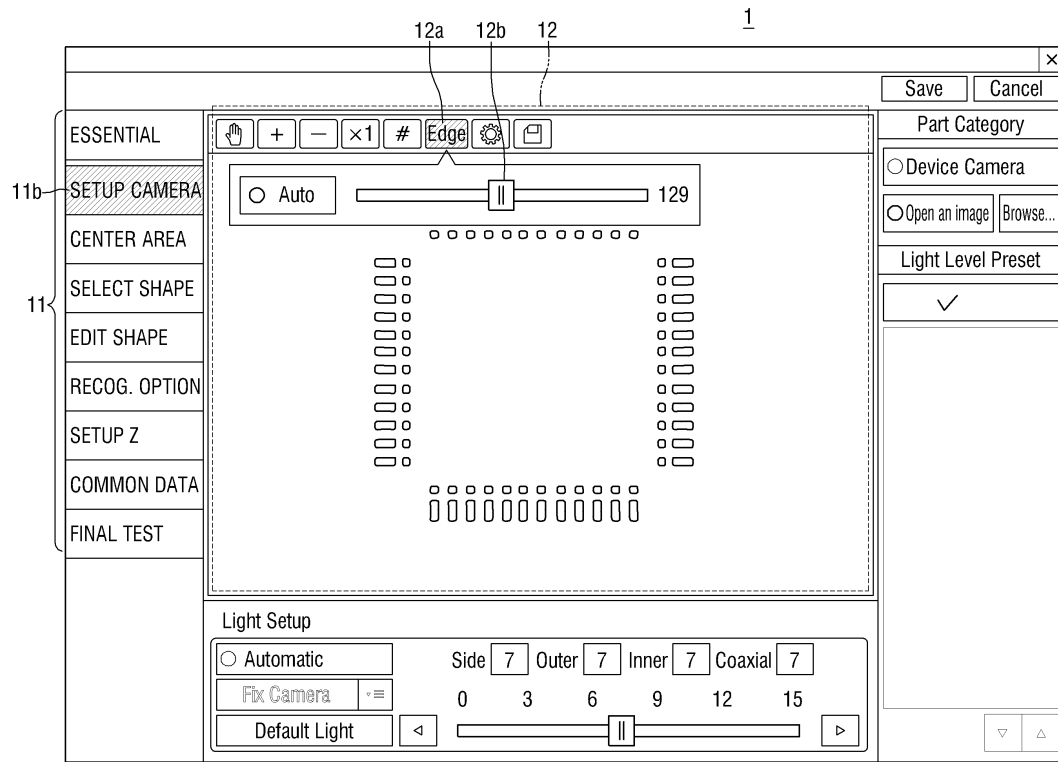 1
12a 12b 12
×
Save Cancel
ESSENTIAL
11b
SETUP CAMERA
CENTER AREA
SELECT SHAPE
11
EDIT SHAPE
RECOG. OPTION
SETUP Z
COMMON DATA
FINAL TEST
+ − ×1 # Edge
Auto 129
Part Category
Device Camera
Open an image Browse...
Light Level Preset
Light Setup
Automatic
Side 7 Outer 7 Inner 7 Coaxial 7
Fix Camera
0 3 6 9 12 15
Default Light